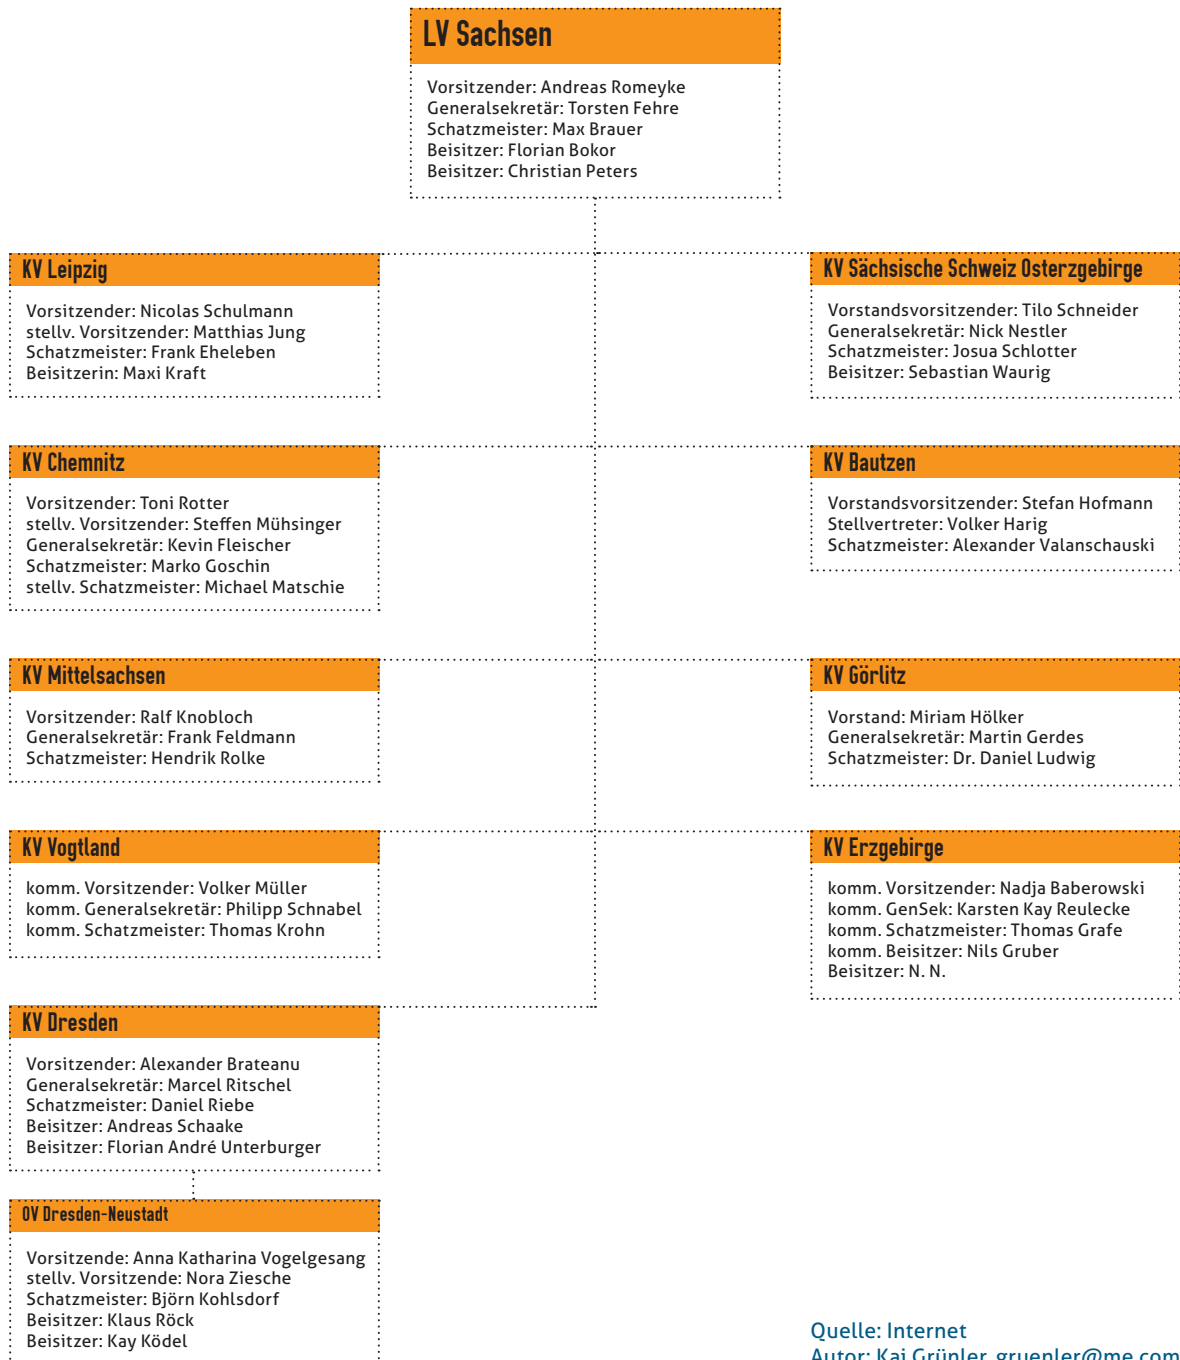 LV Sachsen
Vorsitzender: Andreas Romeyke
Generalsekretär: Torsten Fehre
Schatzmeister: Max Brauer
Beisitzer: Florian Bokor
Beisitzer: Christian Peters
KV Leipzig
Vorsitzender: Nicolas Schulmann
stellv. Vorsitzender: Matthias Jung
Schatzmeister: Frank Eheleben
Beisitzerin: Maxi Kraft
KV Sächsische Schweiz Osterzgebirge
Vorstandsvorsitzender: Tilo Schneider
Generalsekretär: Nick Nestler
Schatzmeister: Josua Schlotter
Beisitzer: Sebastian Waurig
KV Chemnitz
Vorsitzender: Toni Rotter
stellv. Vorsitzender: Steffen Mühsinger
Generalsekretär: Kevin Fleischer
Schatzmeister: Marko Goschin
stellv. Schatzmeister: Michael Matschie
KV Bautzen
Vorstandsvorsitzender: Stefan Hofmann
Stellvertreter: Volker Harig
Schatzmeister: Alexander Valanschauski
KV Mittelsachsen
Vorsitzender: Ralf Knobloch
Generalsekretär: Frank Feldmann
Schatzmeister: Hendrik Rolke
KV Görlitz
Vorstand: Miriam Hölker
Generalsekretär: Martin Gerdes
Schatzmeister: Dr. Daniel Ludwig
KV Vogtland
komm. Vorsitzender: Volker Müller
komm. Generalsekretär: Philipp Schnabel
komm. Schatzmeister: Thomas Krohn
KV Erzgebirge
komm. Vorsitzender: Nadja Baberowski
komm. GenSek: Karsten Kay Reulecke
komm. Schatzmeister: Thomas Grafe
komm. Beisitzer: Nils Gruber
Beisitzer: N. N.
KV Dresden
Vorsitzender: Alexander Brateanu
Generalsekretär: Marcel Ritschel
Schatzmeister: Daniel Riebe
Beisitzer: Andreas Schaake
Beisitzer: Florian André Unterburger
OV Dresden-Neustadt
Vorsitzende: Anna Katharina Vogelgesang
stellv. Vorsitzende: Nora Ziesche
Schatzmeister: Björn Kohlsdorf
Beisitzer: Klaus Röck
Beisitzer: Kay Ködel
Quelle: Internet
Autor: Kai Grünler, gruenler@me.com